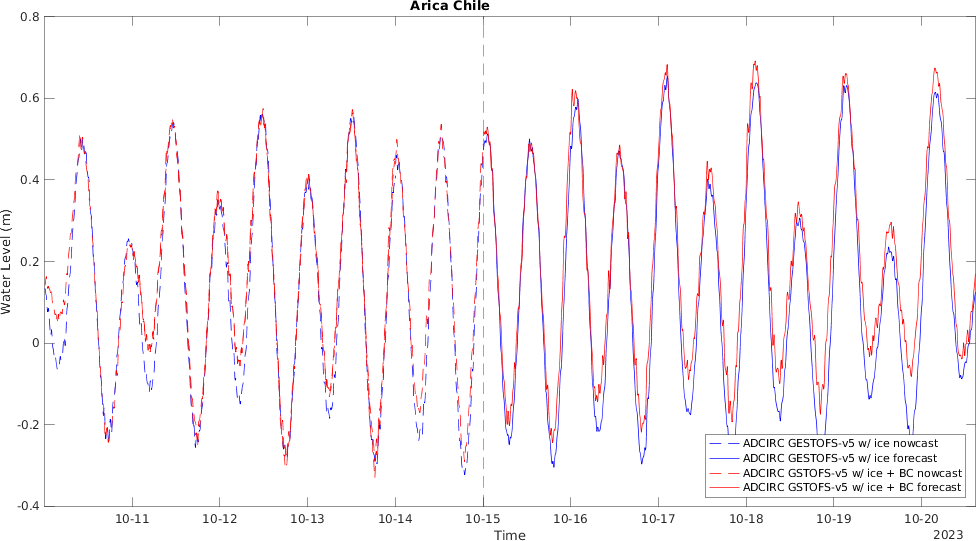 Arica Chile
Water Level (m)
0.8
0.6
0.4
0.2
0
-0.2
-0.4
ADCIRC GESTOFS-v5 w/ ice nowcast
ADCIRC GESTOFS-v5 w/ ice forecast
ADCIRC GSTOFS-v5 w/ ice + BC nowcast
ADCIRC GSTOFS-v5 w/ ice + BC forecast
10-11 10-12 10-13 10-14 10-15 10-16 10-17 10-18 10-19 10-20
Time
2023